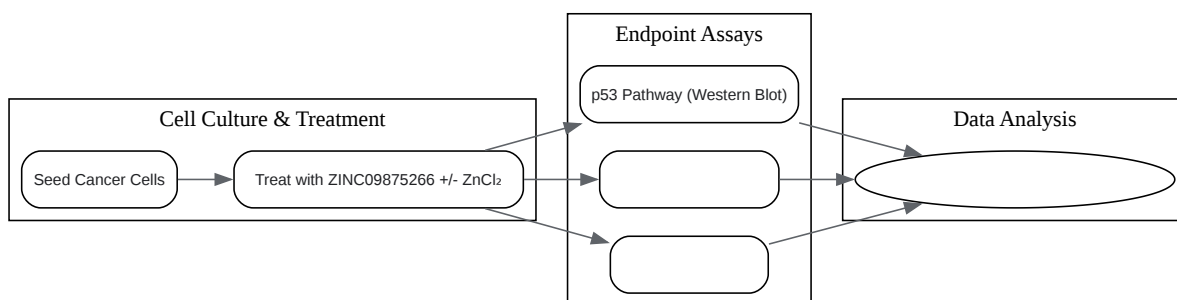 Endpoint Assays
p53 Pathway (Western Blot)
Cell Culture & Treatment
Data Analysis
Seed Cancer Cells
Treat with ZINC09875266 +/- ZnCl₂